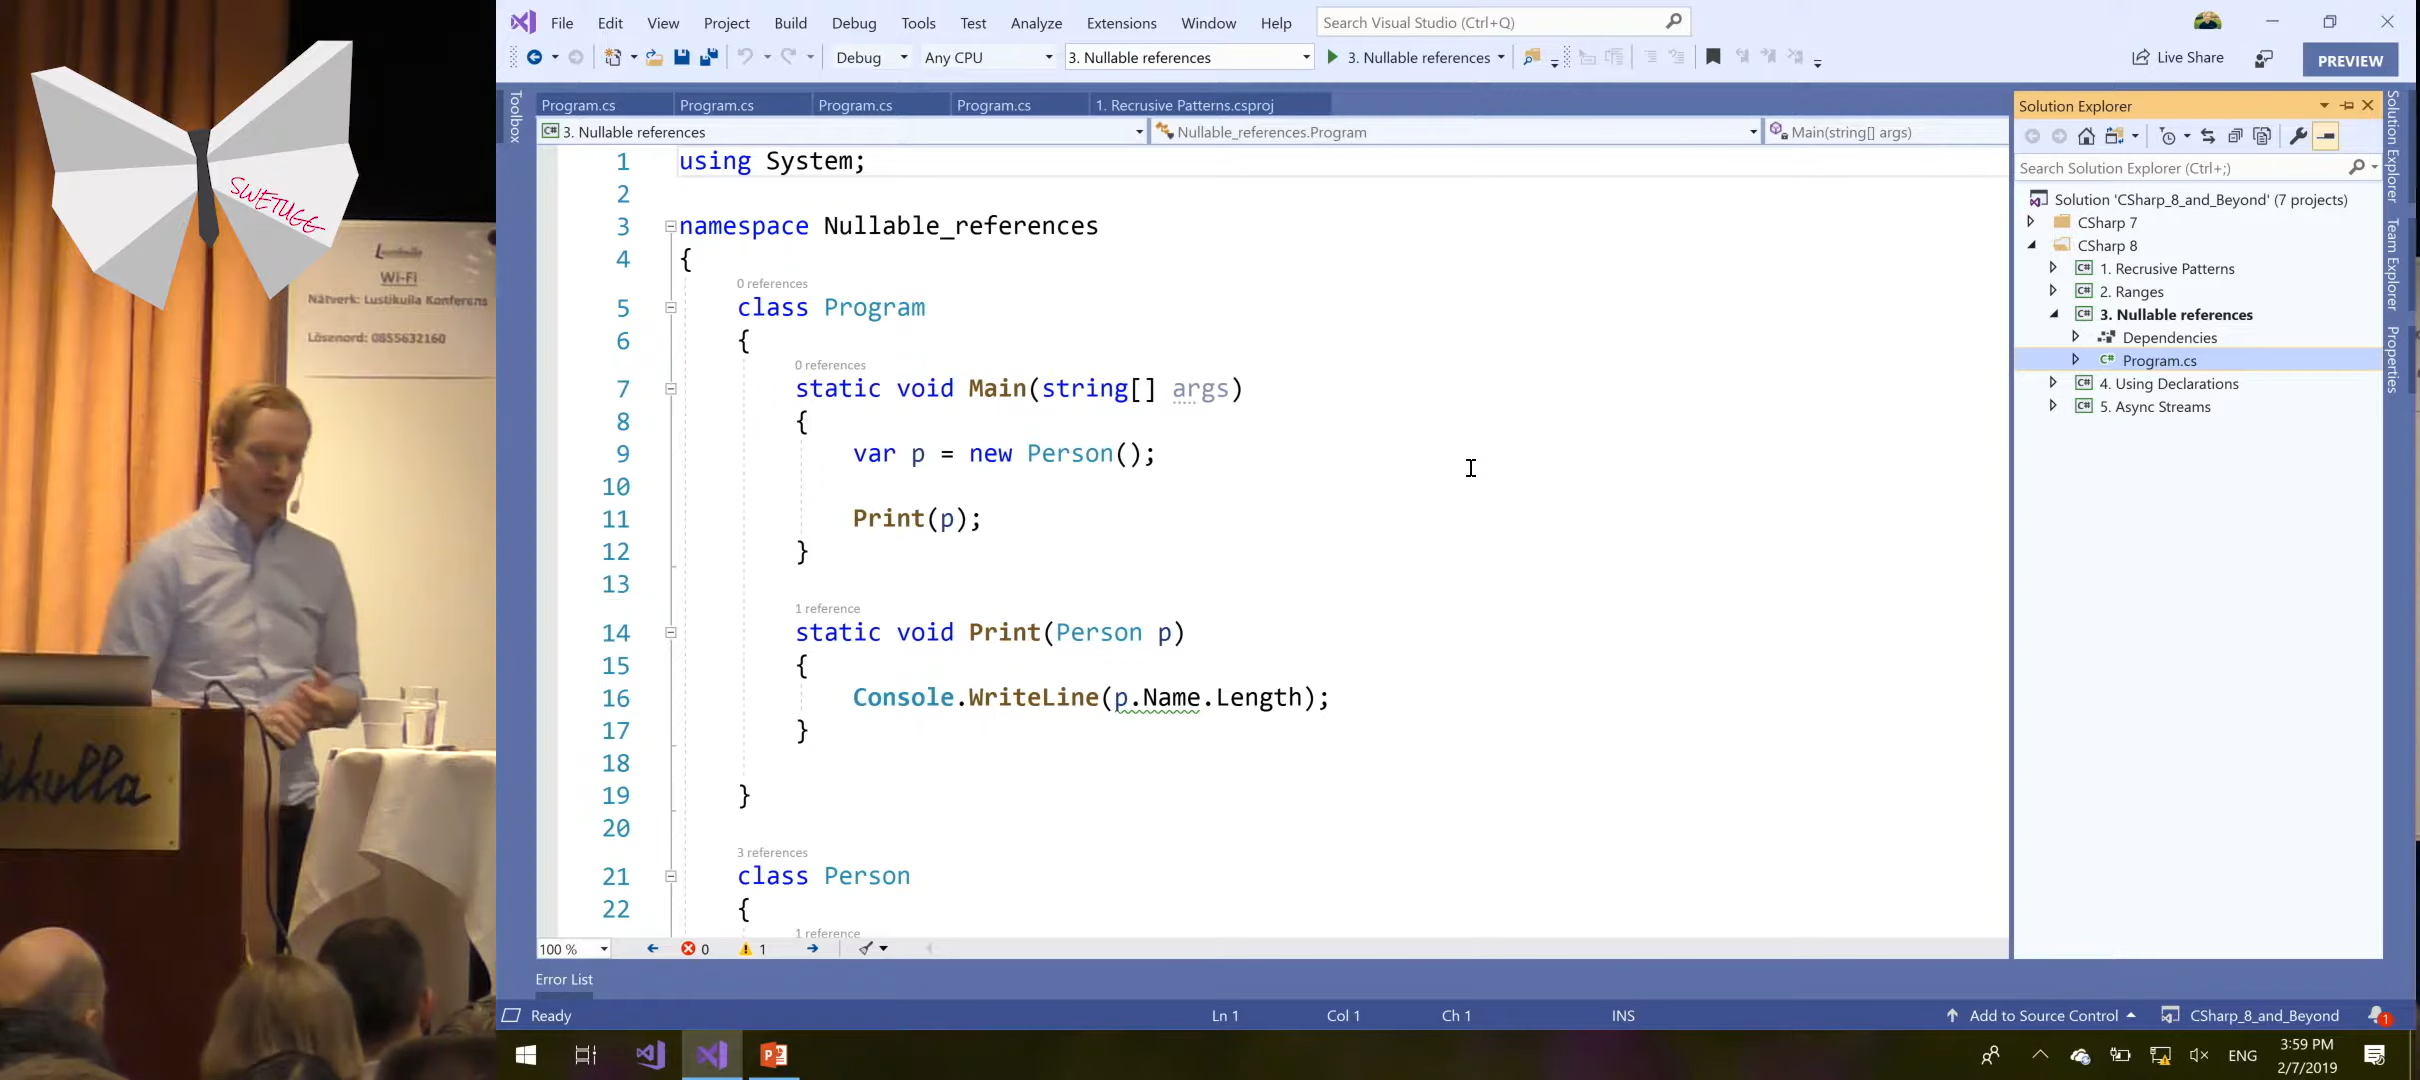 SWETUGG
Wi-Fi
Nätverk: Lustikulla Konferens
Lösenord: 0855632160
File Edit View Project Build Debug Tools Test Analyze Extensions Window Help Search Visual Studio (Ctrl+Q)
Debug Any CPU 3. Nullable references 3. Nullable references Live Share PREVIEW
Toolbox
Program.cs Program.cs Program.cs Program.cs 1. Recrusive Patterns.csproj
3. Nullable references Nullable_references.Program Main(string[] args)
1 using System;
2
3 namespace Nullable_references
4 {
0 references
5 class Program
6 {
0 references
7 static void Main(string[] args)
8 {
9 var p = new Person();
10
11 Print(p);
12 }
13
1 reference
14 static void Print(Person p)
15 {
16 Console.WriteLine(p.Name.Length);
17 }
18
19 }
20
3 references
21 class Person
22 {
1 reference
100 % 0 1
Error List
Ready Ln 1 Col 1 Ch 1 INS Add to Source Control CSharp_8_and_Beyond 1
Solution Explorer
Search Solution Explorer (Ctrl+;)
Solution 'CSharp_8_and_Beyond' (7 projects)
CSharp 7
CSharp 8
C# 1. Recrusive Patterns
C# 2. Ranges
C# 3. Nullable references
Dependencies
C# Program.cs
C# 4. Using Declarations
C# 5. Async Streams
Solution Explorer
Team Explorer
Properties
ENG
3:59 PM
2/7/2019